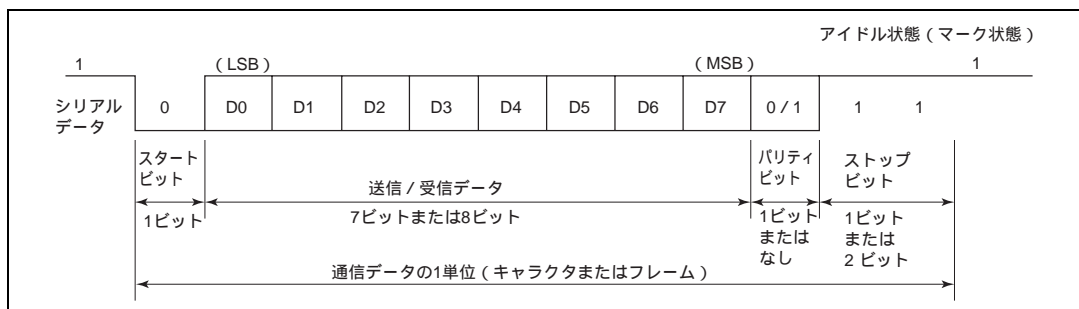 アイドル状態 ( マーク状態 )
1 ( LSB ) ( MSB ) 1
シリアル
データ
0 D0 D1 D2 D3 D4 D5 D6 D7 0 / 1 1 1
スタート
ビット
1ビット
送信 / 受信データ
7ビットまたは8ビット
パリティ
ビット
1ビット
または
なし
ストップ
ビット
1ビット
または
2 ビット
通信データの1単位 ( キャラクタまたはフレーム )